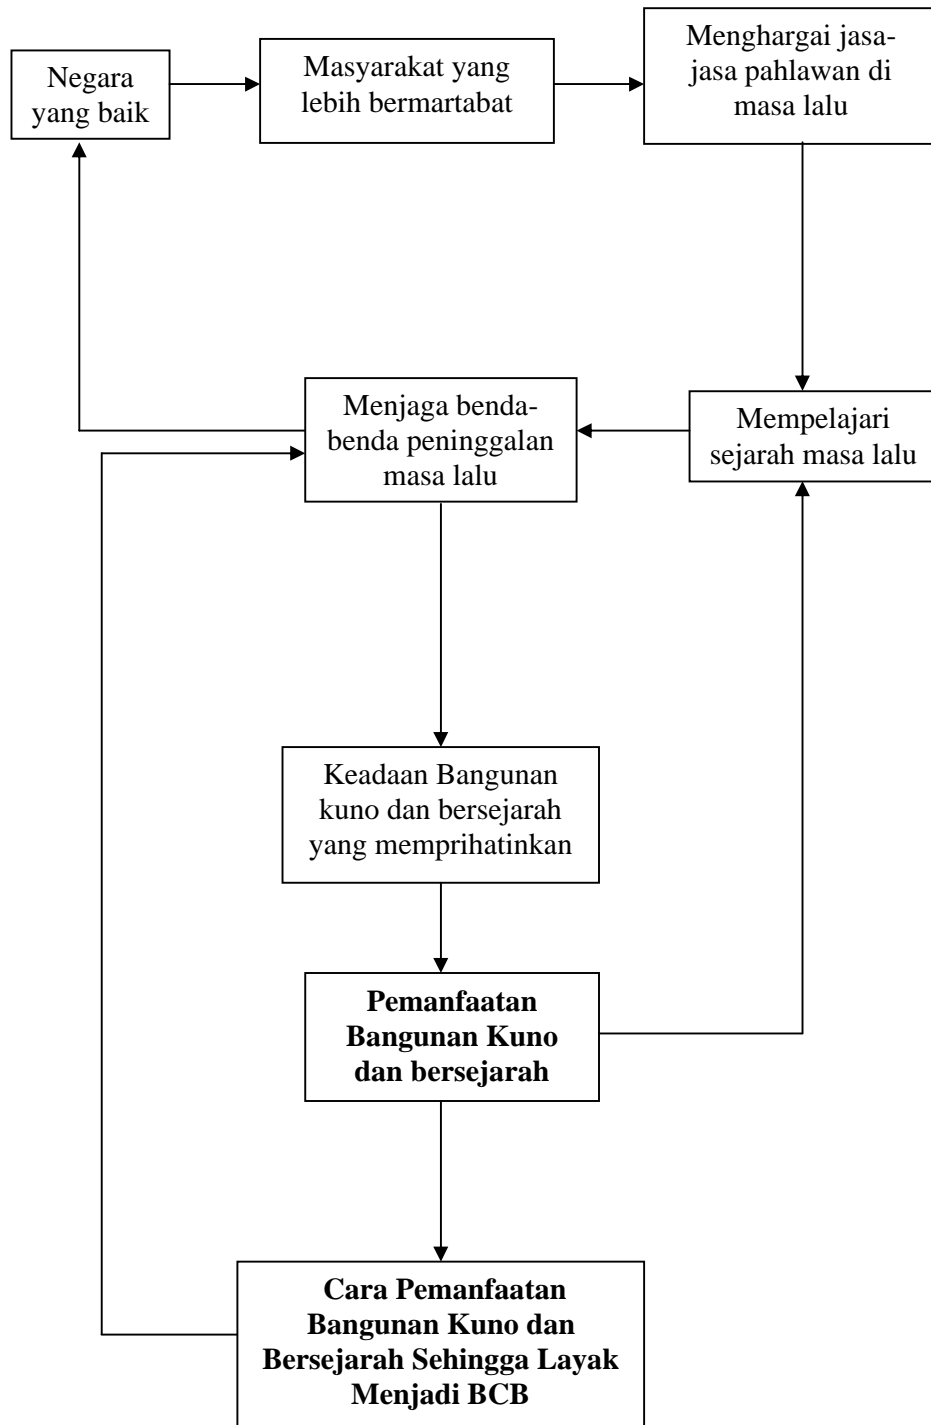 Negara
yang baik
Masyarakat yang
lebih bermartabat
Menghargai jasa-
jasa pahlawan di
masa lalu
Menjaga benda-
benda peninggalan
masa lalu
Mempelajari
sejarah masa lalu
Keadaan Bangunan
kuno dan bersejarah
yang memprihatinkan
Pemanfaatan
Bangunan Kuno
dan bersejarah
Cara Pemanfaatan
Bangunan Kuno dan
Bersejarah Sehingga Layak
Menjadi BCB